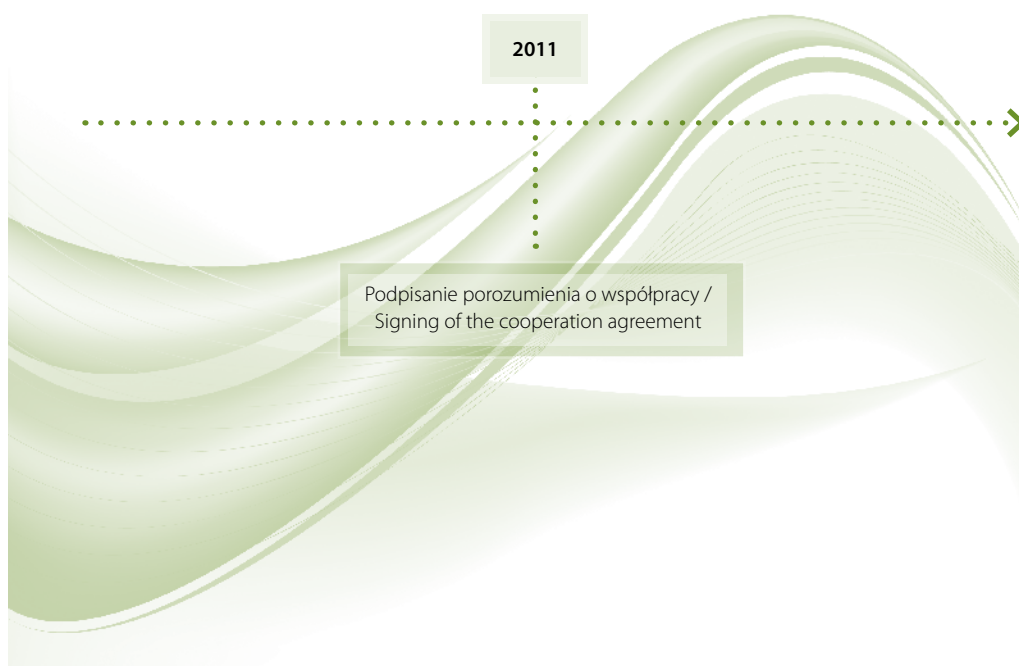 2011
Podpisanie porozumienia o współpracy /
Signing of the cooperation agreement